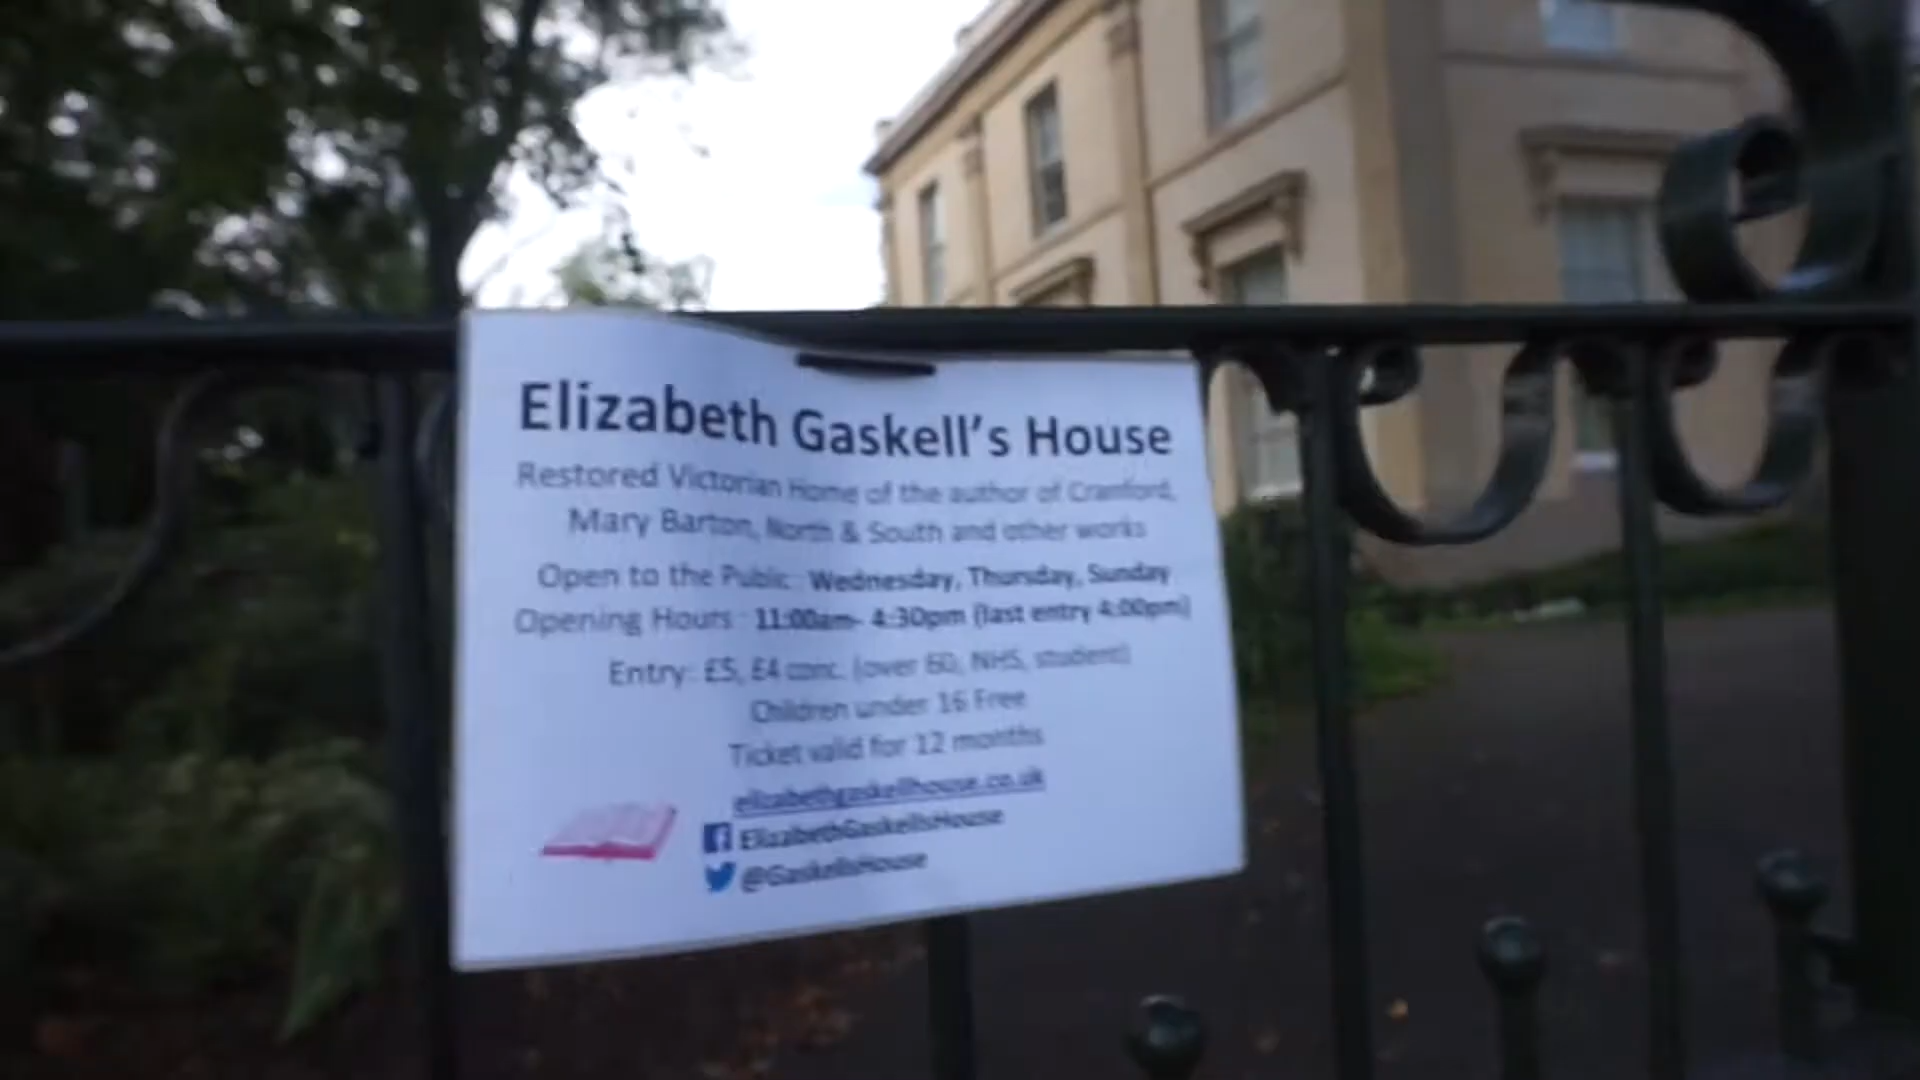 Elizabeth Gaskell's House
Restored Victorian Home of the author of Cranford,
Mary Barton, North & South and other works
Open to the Public: Wednesday, Thursday, Sunday
Opening Hours : 11:00am- 4:30pm (last entry 4:00pm)
Entry: £5, £4 conc. (over 60, NHS, student)
Children under 16 Free
Ticket valid for 12 months
elizabethgaskellhouse.co.uk
ElizabethGaskellsHouse
@GaskellsHouse